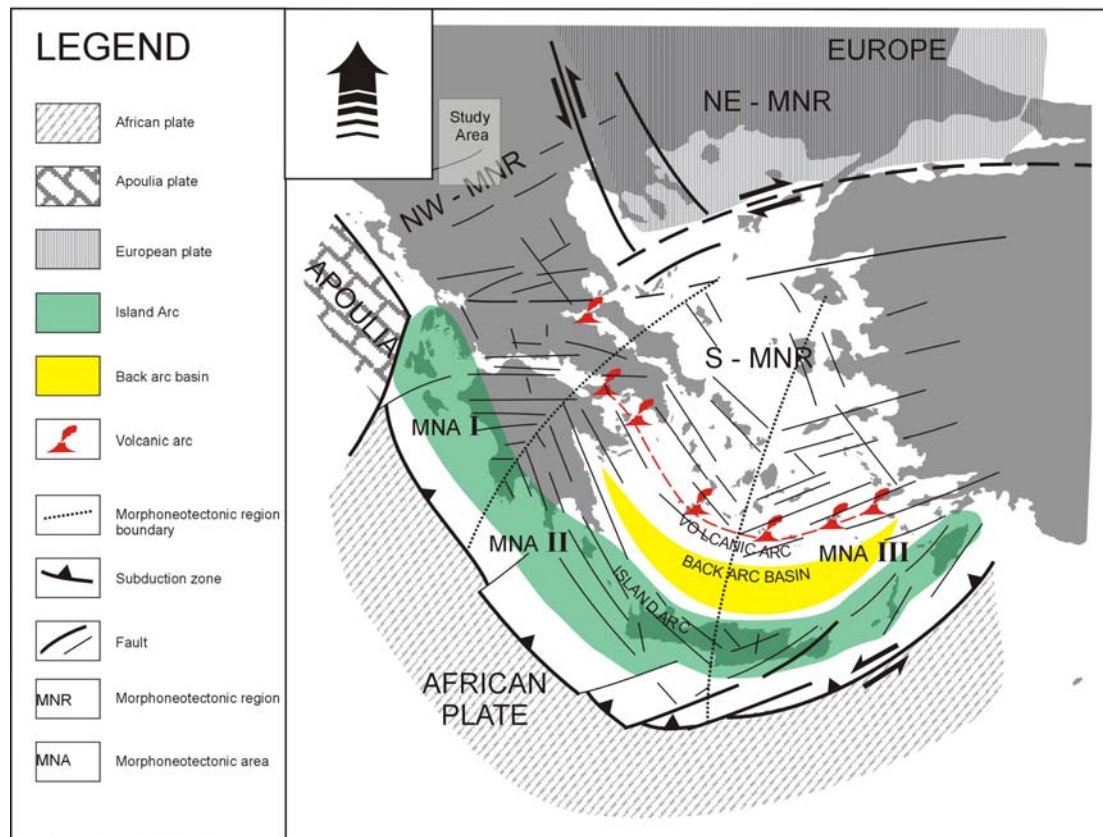 LEGEND
African plate
Apoulia plate
European plate
Island Arc
Back arc basin
Volcanic arc
Morphoneotectonic region
boundary
Subduction zone
Fault
MNR
Morphoneotectonic region
MNA
Morphoneotectonic area
EUROPE
NE - MNR
Study
Area
NW - MNR
APOULIA
S - MNR
MNA I
MNA II
VOLCANIC ARC
MNA III
BACK ARC BASIN
ISLAND ARC
AFRICAN
PLATE